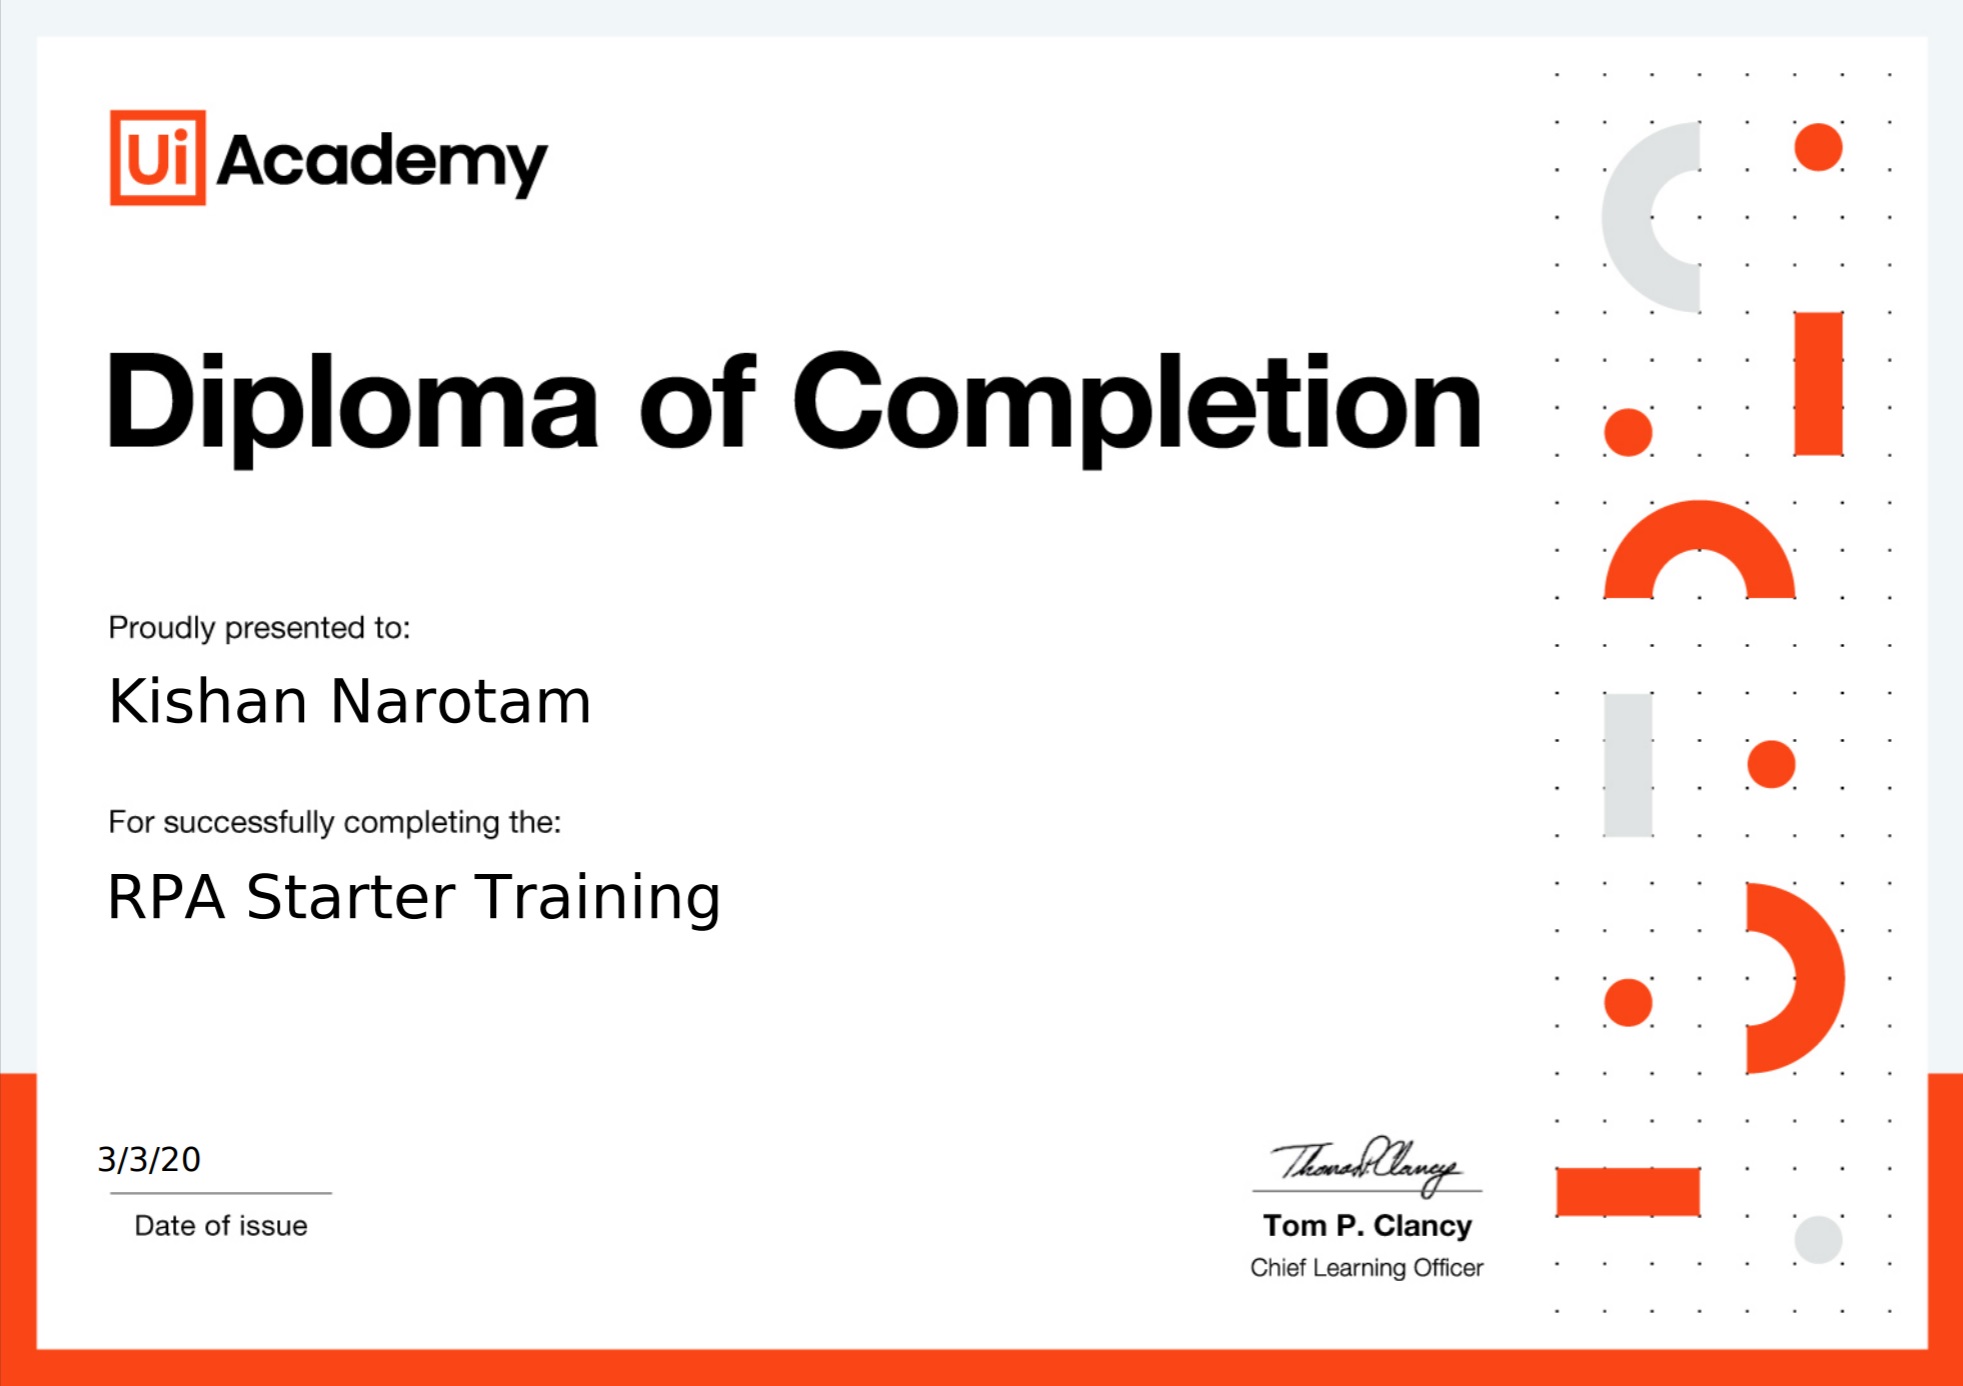 Ui Academy
Diploma of Completion
Proudly presented to:
Kishan Narotam
For successfully completing the:
RPA Starter Training
3/3/20
Date of issue
Thomas P. Clancy
Tom P. Clancy
Chief Learning Officer